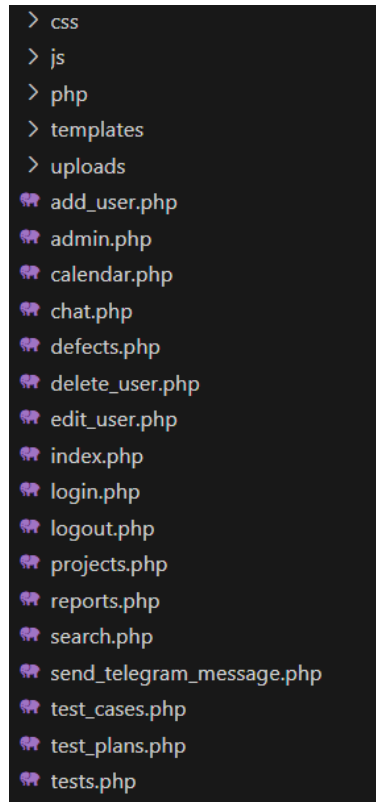 css
js
php
templates
uploads
add_user.php
admin.php
calendar.php
chat.php
defects.php
delete_user.php
edit_user.php
index.php
login.php
logout.php
projects.php
reports.php
search.php
send_telegram_message.php
test_cases.php
test_plans.php
tests.php